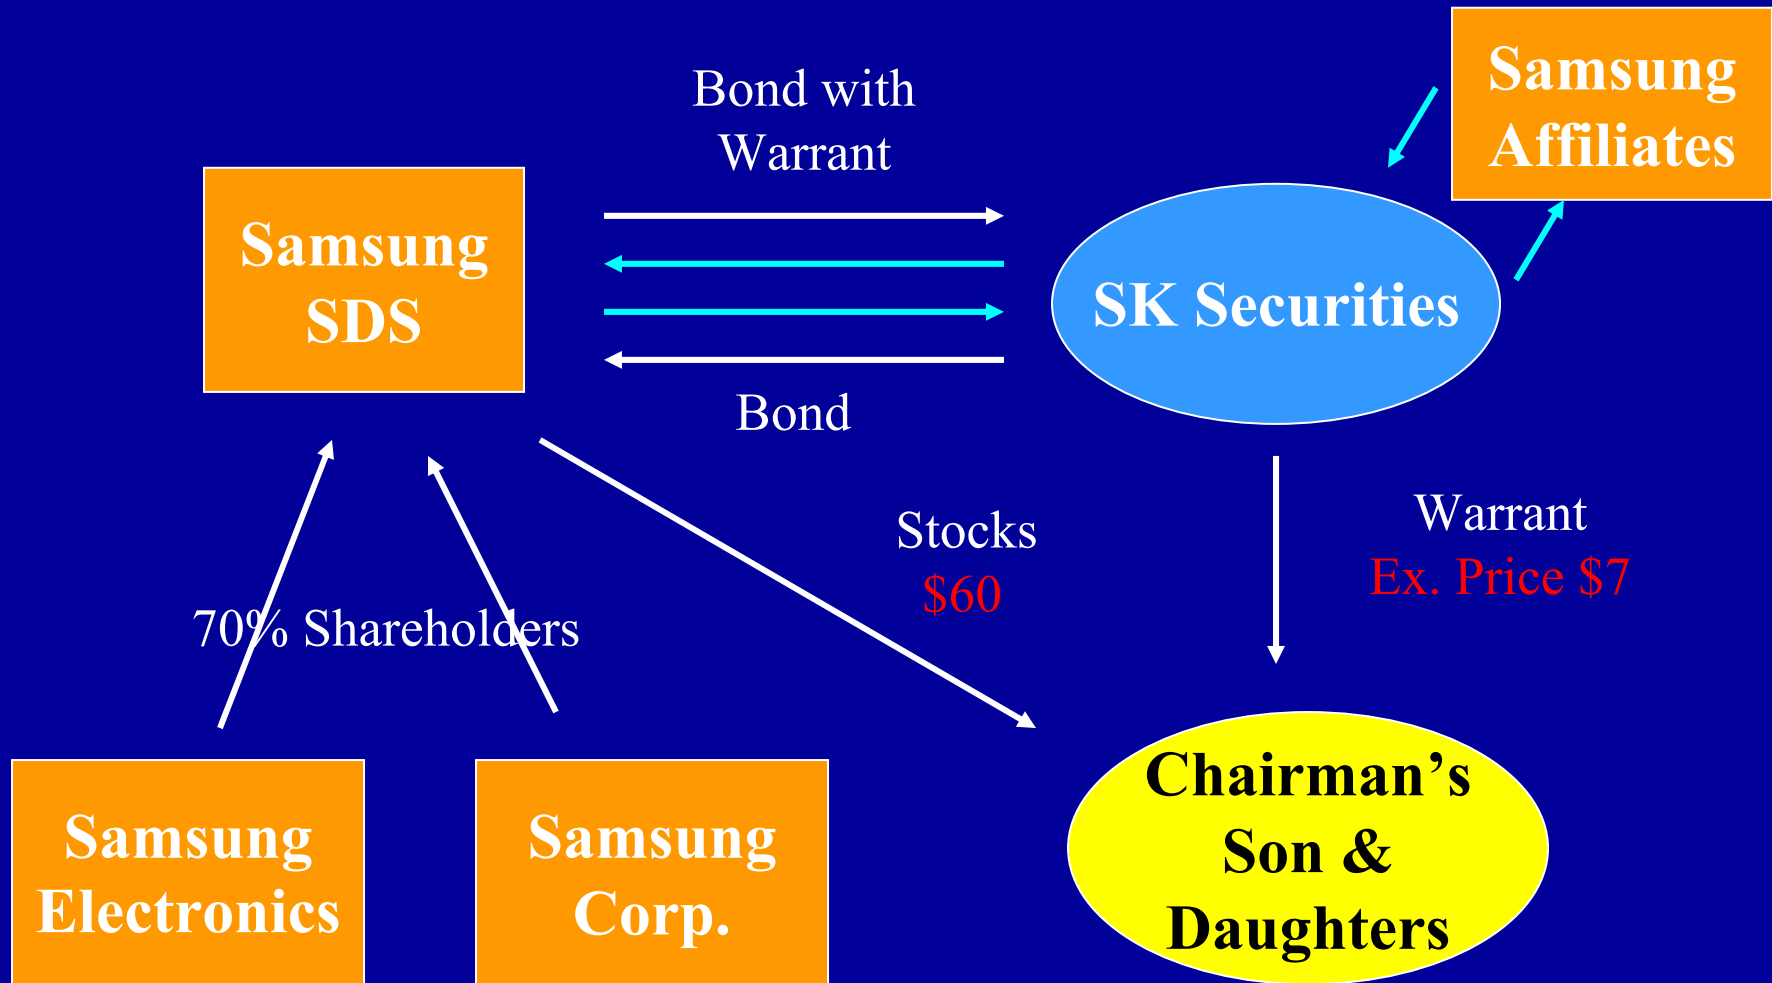 Samsung
Affiliates
Bond with
Warrant
Samsung
SDS
SK Securities
Bond
Stocks
$60
Warrant
Ex. Price $7
70% Shareholders
Samsung
Electronics
Samsung
Corp.
Chairman’s
Son &
Daughters